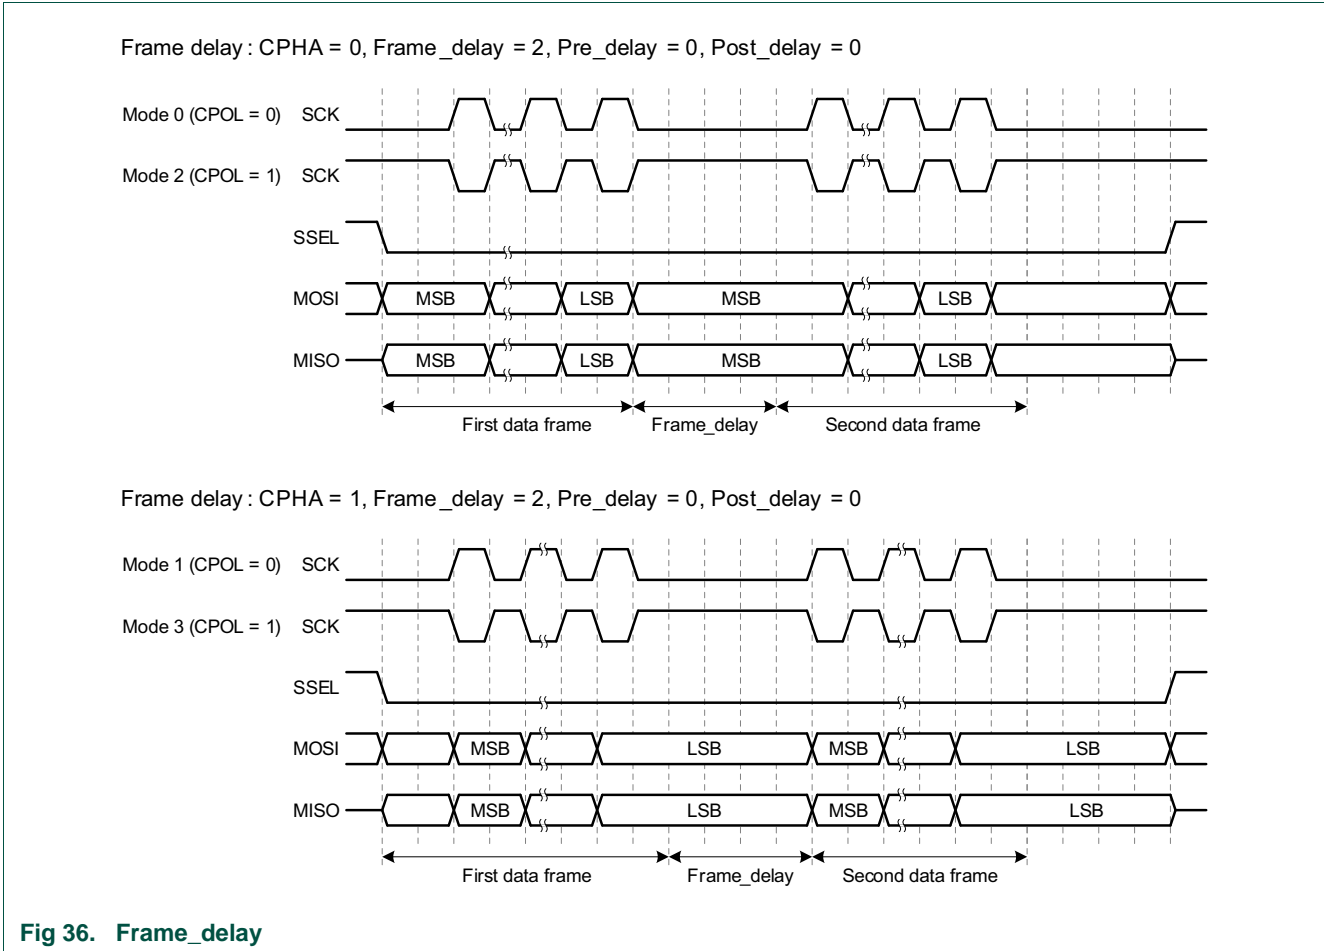 Frame delay : CPHA = 0, Frame_delay = 2, Pre_delay = 0, Post_delay = 0
Mode 0 (CPOL = 0) SCK
Mode 2 (CPOL = 1) SCK
SSEL
MOSI MSB LSB MSB LSB
MISO MSB LSB MSB LSB
First data frame Frame_delay Second data frame
Frame delay : CPHA = 1, Frame_delay = 2, Pre_delay = 0, Post_delay = 0
Mode 1 (CPOL = 0) SCK
Mode 3 (CPOL = 1) SCK
SSEL
MOSI MSB LSB MSB LSB
MISO MSB LSB MSB LSB
First data frame Frame_delay Second data frame
Fig 36. Frame_delay